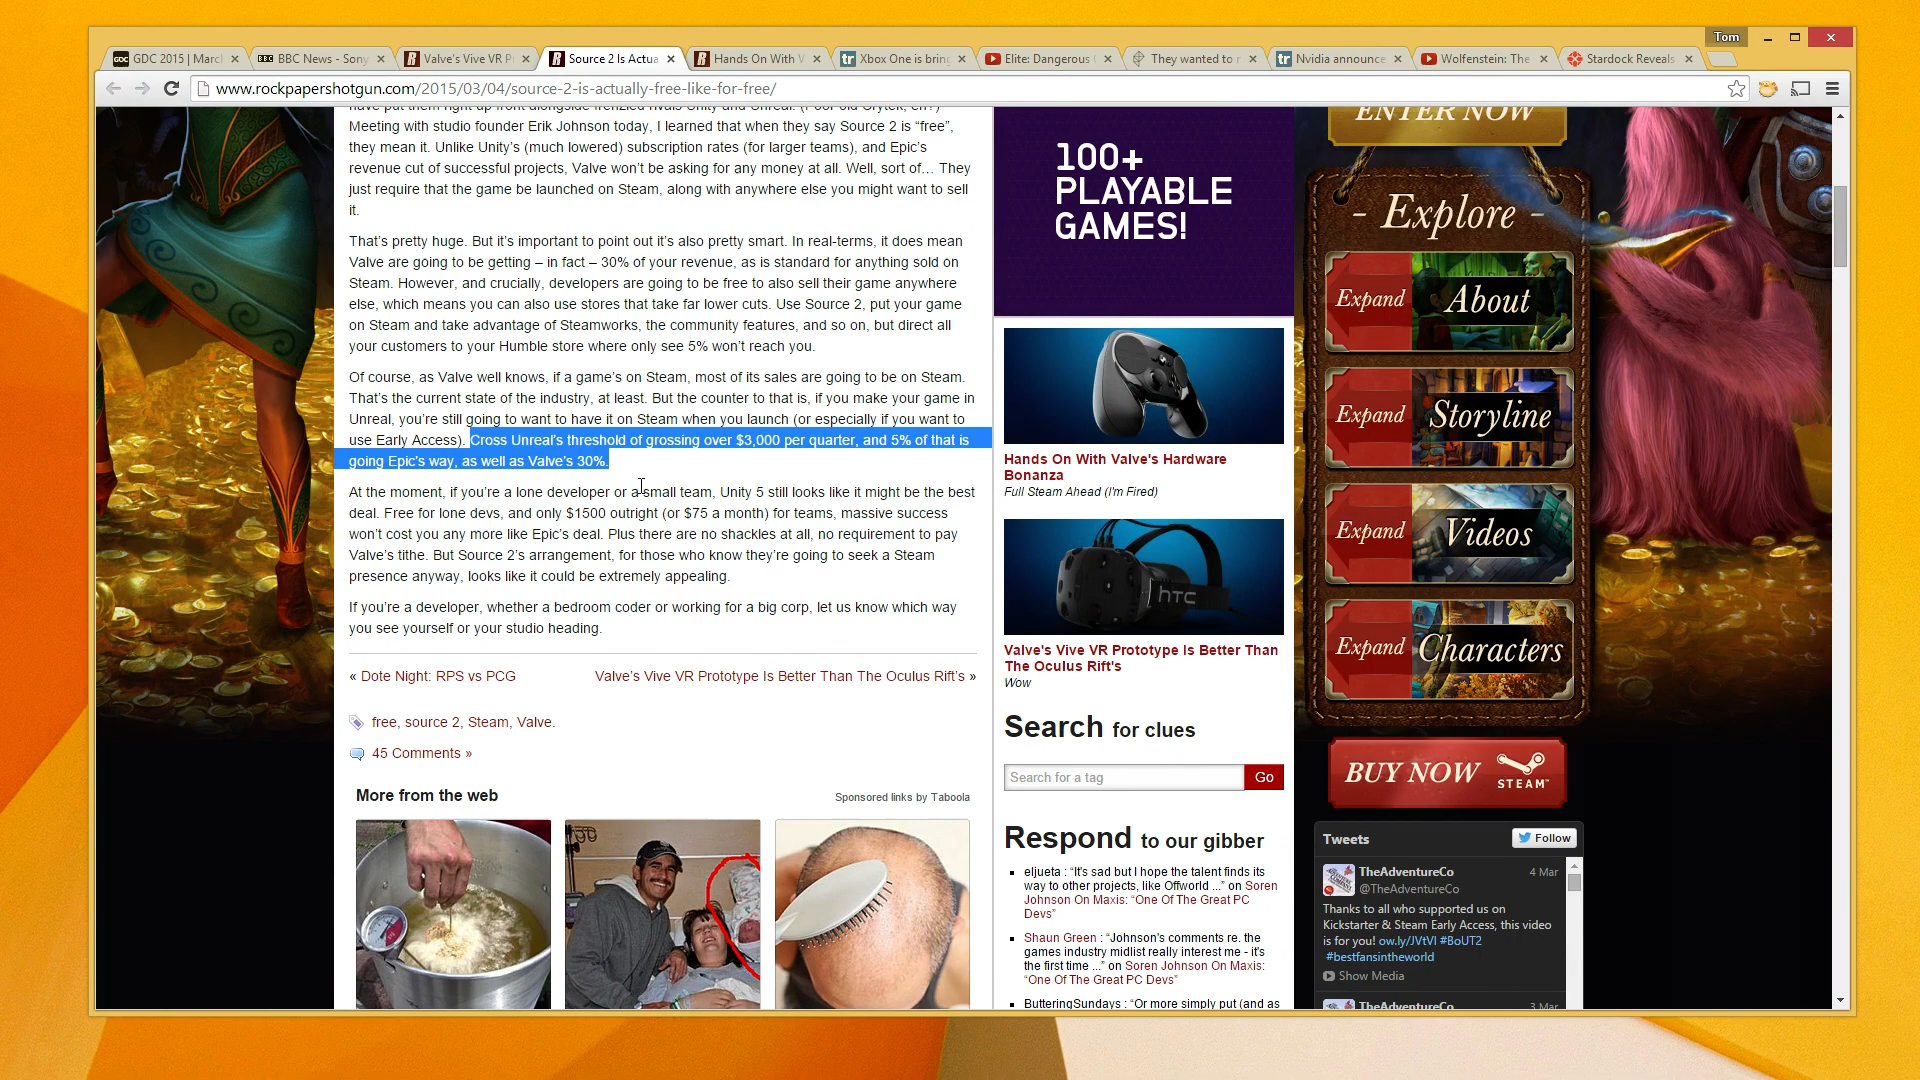 Tom
GDC 2015 | Marc
BBC News - Sony
Valve's Vive VR P
Source 2 Is Actua
Hands On With V
Xbox One is bring
Elite: Dangerous
They wanted to r
Nvidia announce
Wolfenstein: The
Stardock Reveals
www.rockpapershotgun.com/2015/03/04/source-2-is-actually-free-like-for-free/
Meeting with studio founder Erik Johnson today, I learned that when they say Source 2 is “free”,
they mean it. Unlike Unity’s (much lowered) subscription rates (for larger teams), and Epic’s
revenue cut of successful projects, Valve won’t be asking for any money at all. Well, sort of… They
just require that the game be launched on Steam, along with anywhere else you might want to sell
it.
That’s pretty huge. But it’s important to point out it’s also pretty smart. In real-terms, it does mean
Valve are going to be getting – in fact – 30% of your revenue, as is standard for anything sold on
Steam. However, and crucially, developers are going to be free to also sell their game anywhere
else, which means you can also use stores that take far lower cuts. Use Source 2, put your game
on Steam and take advantage of Steamworks, the community features, and so on, but direct all
your customers to your Humble store where only see 5% won’t reach you.
Of course, as Valve well knows, if a game’s on Steam, most of its sales are going to be on Steam.
That’s the current state of the industry, at least. But the counter to that is, if you make your game in
Unreal, you’re still going to want to have it on Steam when you launch (or especially if you want to
use Early Access). Cross Unreal’s threshold of grossing over $3,000 per quarter, and 5% of that is
going Epic’s way, as well as Valve’s 30%.
At the moment, if you’re a lone developer or a small team, Unity 5 still looks like it might be the best
deal. Free for lone devs, and only $1500 outright (or $75 a month) for teams, massive success
won’t cost you any more like Epic’s deal. Plus there are no shackles at all, no requirement to pay
Valve’s tithe. But Source 2’s arrangement, for those who know they’re going to seek a Steam
presence anyway, looks like it could be extremely appealing.
If you’re a developer, whether a bedroom coder or working for a big corp, let us know which way
you see yourself or your studio heading.
« Dote Night: RPS vs PCG
Valve’s Vive VR Prototype Is Better Than The Oculus Rift’s »
free, source 2, Steam, Valve.
45 Comments »
More from the web
Sponsored links by Taboola
100+
PLAYABLE
GAMES!
Hands On With Valve's Hardware
Bonanza
Full Steam Ahead (I'm Fired)
htc
Valve's Vive VR Prototype Is Better Than
The Oculus Rift's
Wow
Search for clues
Search for a tag
Go
Respond to our gibber
eljueta : “It's sad but I hope the talent finds its
way to other projects, like Offworld ...” on Soren
Johnson On Maxis: “One Of The Great PC
Devs”
Shaun Green : “Johnson's comments re. the
games industry midlist really interest me - it's
the first time ...” on Soren Johnson On Maxis:
“One Of The Great PC Devs”
ButteringSundays : “Or more simply put (and as
ENTER NOW
- Explore -
Expand About
Expand Storyline
Expand Videos
Expand Characters
BUY NOW
STEAM™
Tweets
Follow
TheAdventureCo 4 Mar
@TheAdventureCo
Thanks to all who supported us on
Kickstarter & Steam Early Access, this video
is for you! ow.ly/JVtVl #BoUT2
#bestfansintheworld
Show Media
TheAdventureCo 3 Mar